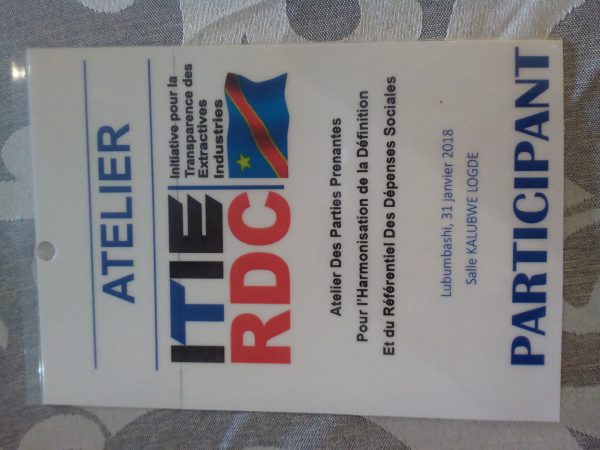 ATELIER
ITIE
RDC
Initiative pour la
Transparence des
Extractives
Industries
Atelier Des Parties Prenantes
Pour l'Harmonisation de la Définition
Et du Référentiel Des Dépenses Sociales
Lubumbashi, 31 janvier 2018
Salle KALUBWE LOGDE
PARTICIPANT